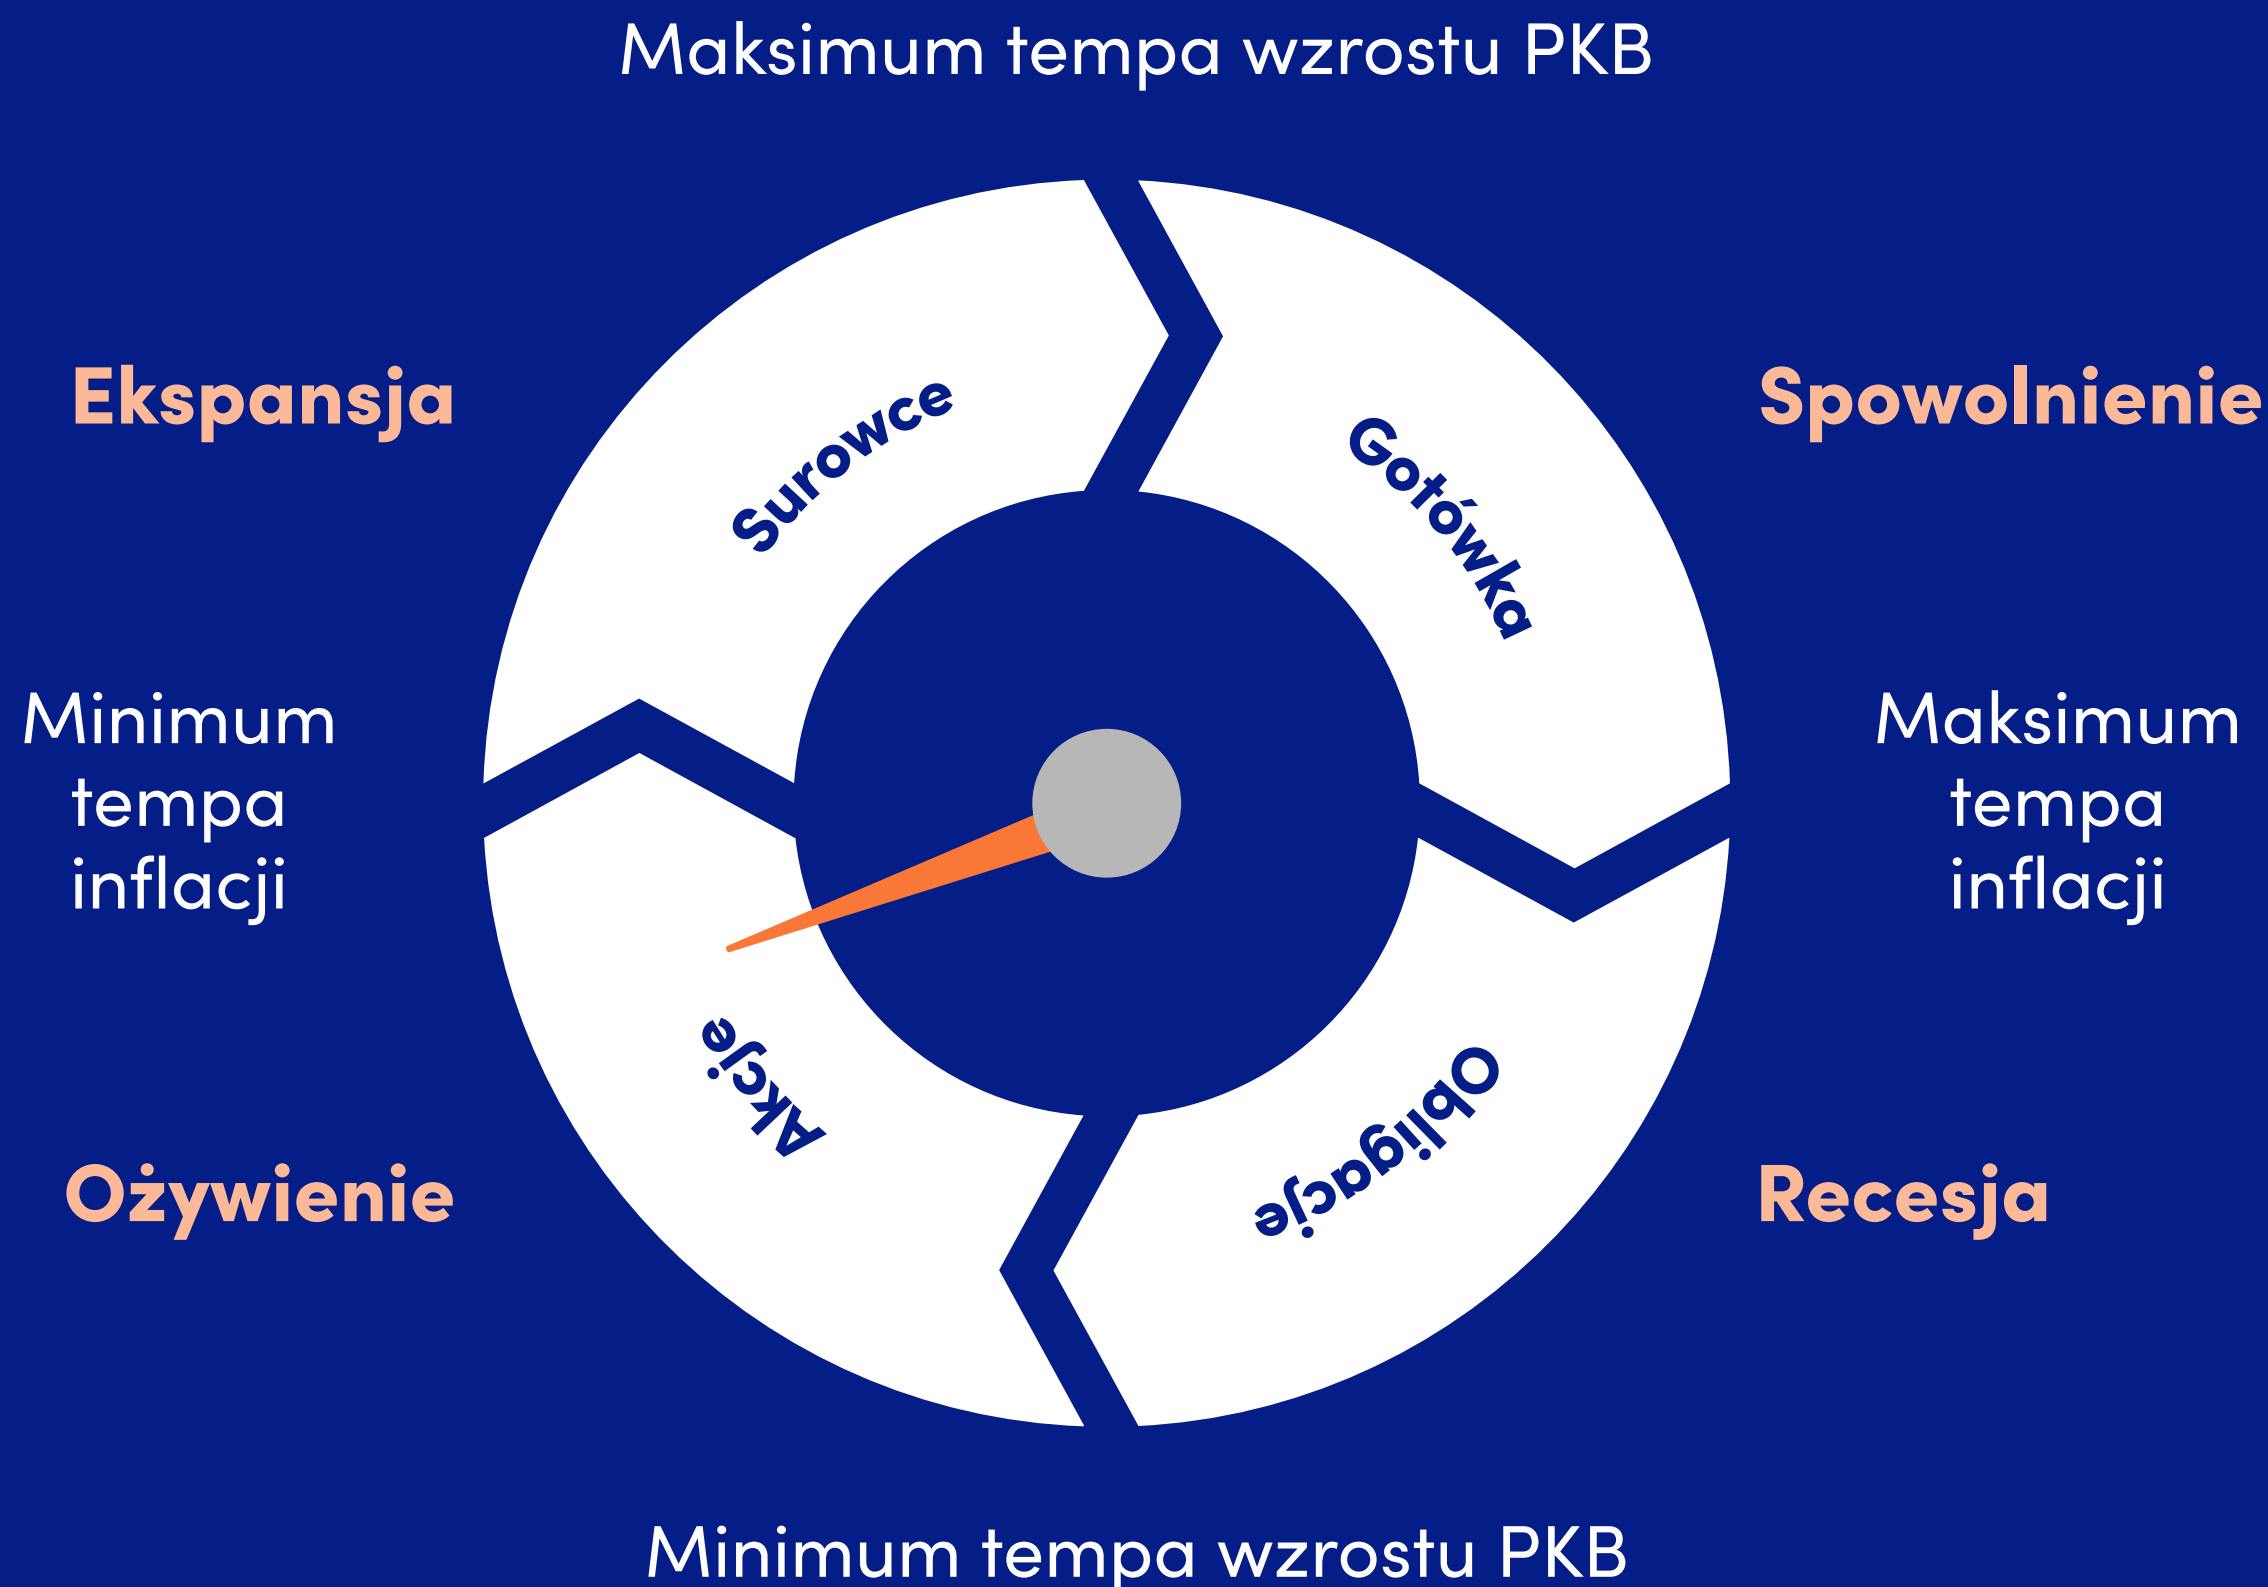 Maksimum tempa wzrostu PKB
Ekspansja
Spowolnienie
Surowce
Gotówka
Minimum
tempa
inflacji
Maksimum
tempa
inflacji
Akcje
Obligacje
Ożywienie
Recesja
Minimum tempa wzrostu PKB